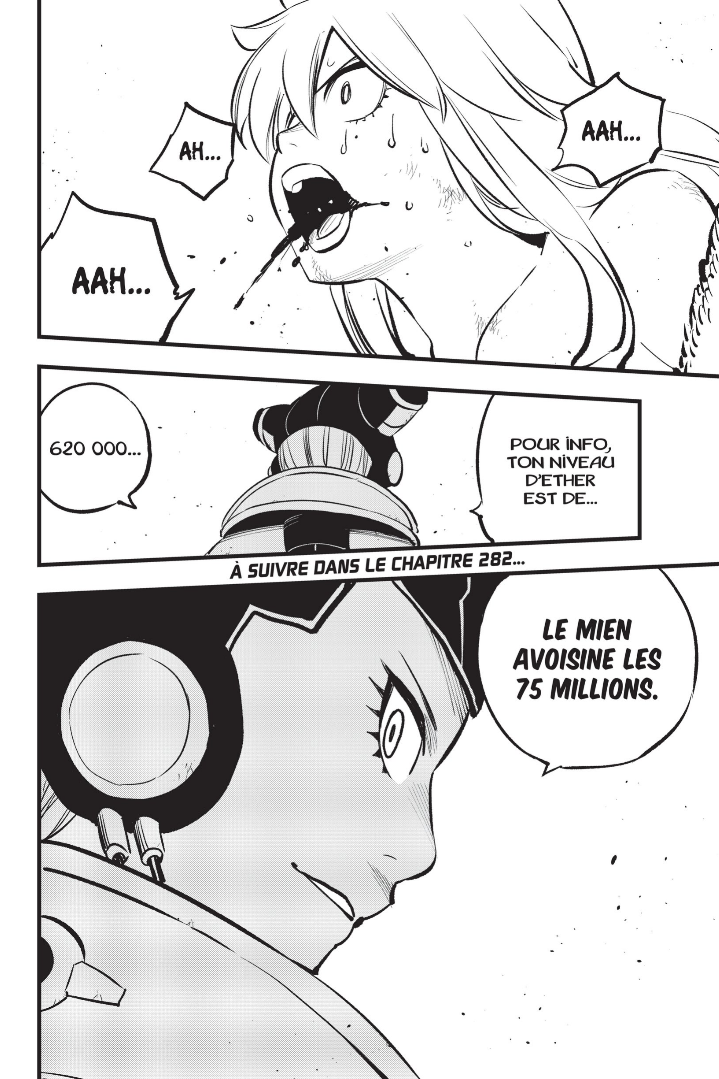 AAH...
AH...
AAH...
POUR INFO,
TON NIVEAU
D'ETHER
EST DE...
620 000...
À SUIVRE DANS LE CHAPITRE 282...
LE MIEN
AVOISINE LES
75 MILLIONS.